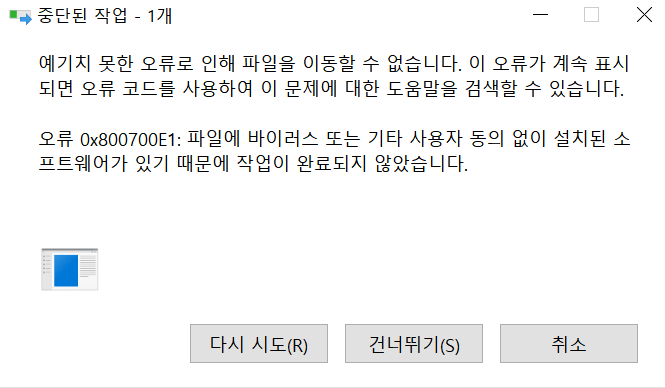 중단된 작업 - 1개
예기치 못한 오류로 인해 파일을 이동할 수 없습니다. 이 오류가 계속 표시
되면 오류 코드를 사용하여 이 문제에 대한 도움말을 검색할 수 있습니다.
오류 0x800700E1: 파일에 바이러스 또는 기타 사용자 동의 없이 설치된 소
프트웨어가 있기 때문에 작업이 완료되지 않았습니다.
다시 시도(R) 건너뛰기(S) 취소